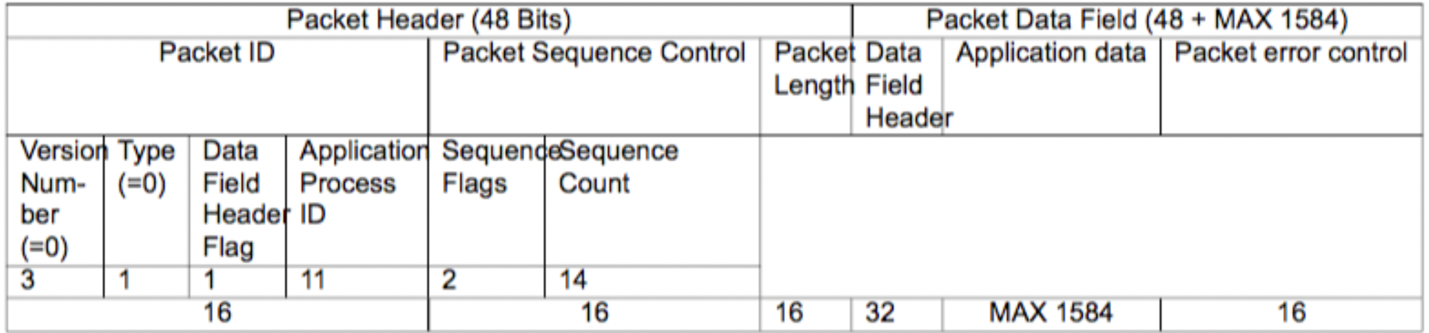 Packet Header (48 Bits) Packet Data Field (48 + MAX 1584)
Packet ID Packet Sequence Control Packet Length Data Field Header Application data Packet error control
Version Num-ber (=0) Type (=0) Data Field Header Flag Application Process ID Sequence Flags Sequence Count
3 1 1 11 2 14
16 16 16 32 MAX 1584 16